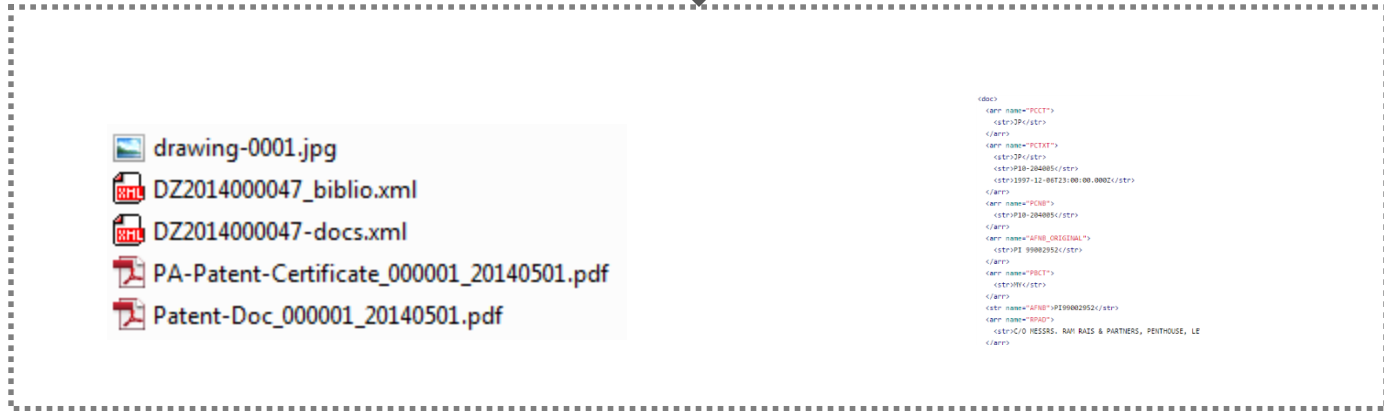 drawing-0001.jpg
DZ2014000047_biblio.xml
DZ2014000047-docs.xml
PA-Patent-Certificate_000001_20140501.pdf
Patent-Doc_000001_20140501.pdf
<doc>
<arr name="PCCT">
<str>JP</str>
</arr>
<arr name="PCTXT">
<str>JP</str>
<str>P10-204005</str>
<str>1997-12-06T23:00:00.000Z</str>
</arr>
<arr name="PCNB">
<str>P10-204005</str>
</arr>
<arr name="AFNB_ORIGINAL">
<str>PI 99002952</str>
</arr>
<arr name="PBCT">
<str>MY</str>
</arr>
<str name="AFNB">PI99002952</str>
<arr name="RPAD">
<str>C/O MESSRS. RAM RAIS & PARTNERS, PENTHOUSE, LE
</arr>